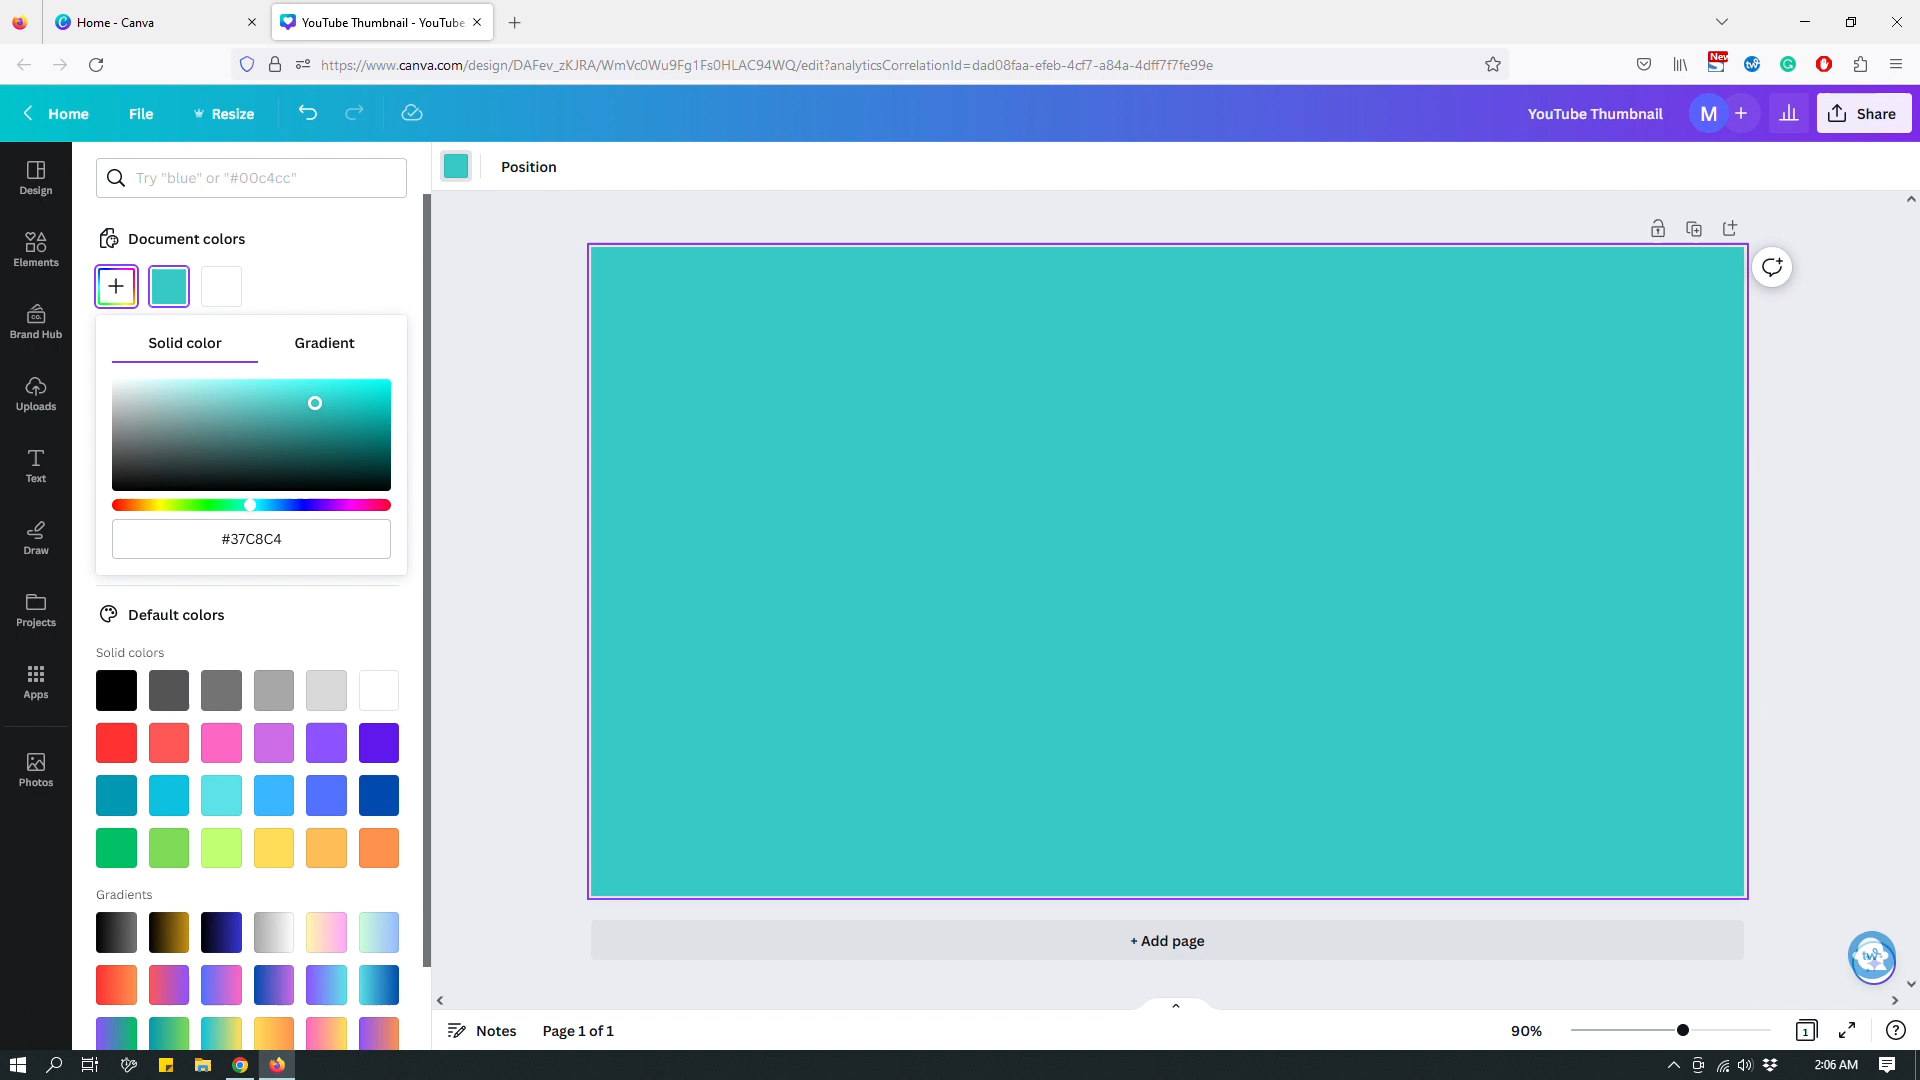 Home - Canva
YouTube Thumbnail - YouTube
https://www.canva.com/design/DAFev_zKJRA/WmVc0Wu9Fg1Fs0HLAC94WQ/edit?analyticsCorrelationId=dad08faa-efeb-4cf7-a84a-4dff7f7fe99e
New
Home
File
Resize
YouTube Thumbnail
M
Share
Design
Elements
Brand Hub
Uploads
Text
Draw
Projects
Apps
Photos
Try "blue" or "#00c4cc"
Position
Document colors
Solid color
Gradient
#37C8C4
Default colors
Solid colors
Gradients
+ Add page
Notes
Page 1 of 1
90%
1
2:06 AM